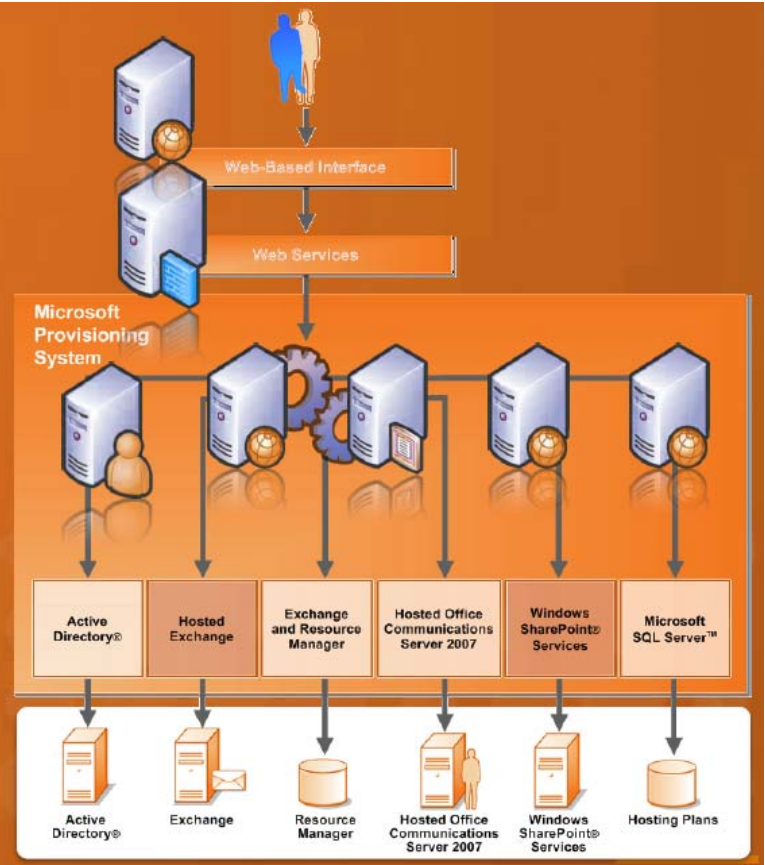 Web-Based Interface
Web Services
Microsoft
Provisioning
System
Active
Directory®
Hosted
Exchange
Exchange
and Resource
Manager
Hosted Office
Communications
Server 2007
Windows
SharePoint®
Services
Microsoft
SQL Server™
Active
Directory®
Exchange
Resource
Manager
Hosted Office
Communications
Server 2007
Windows
SharePoint®
Services
Hosting Plans